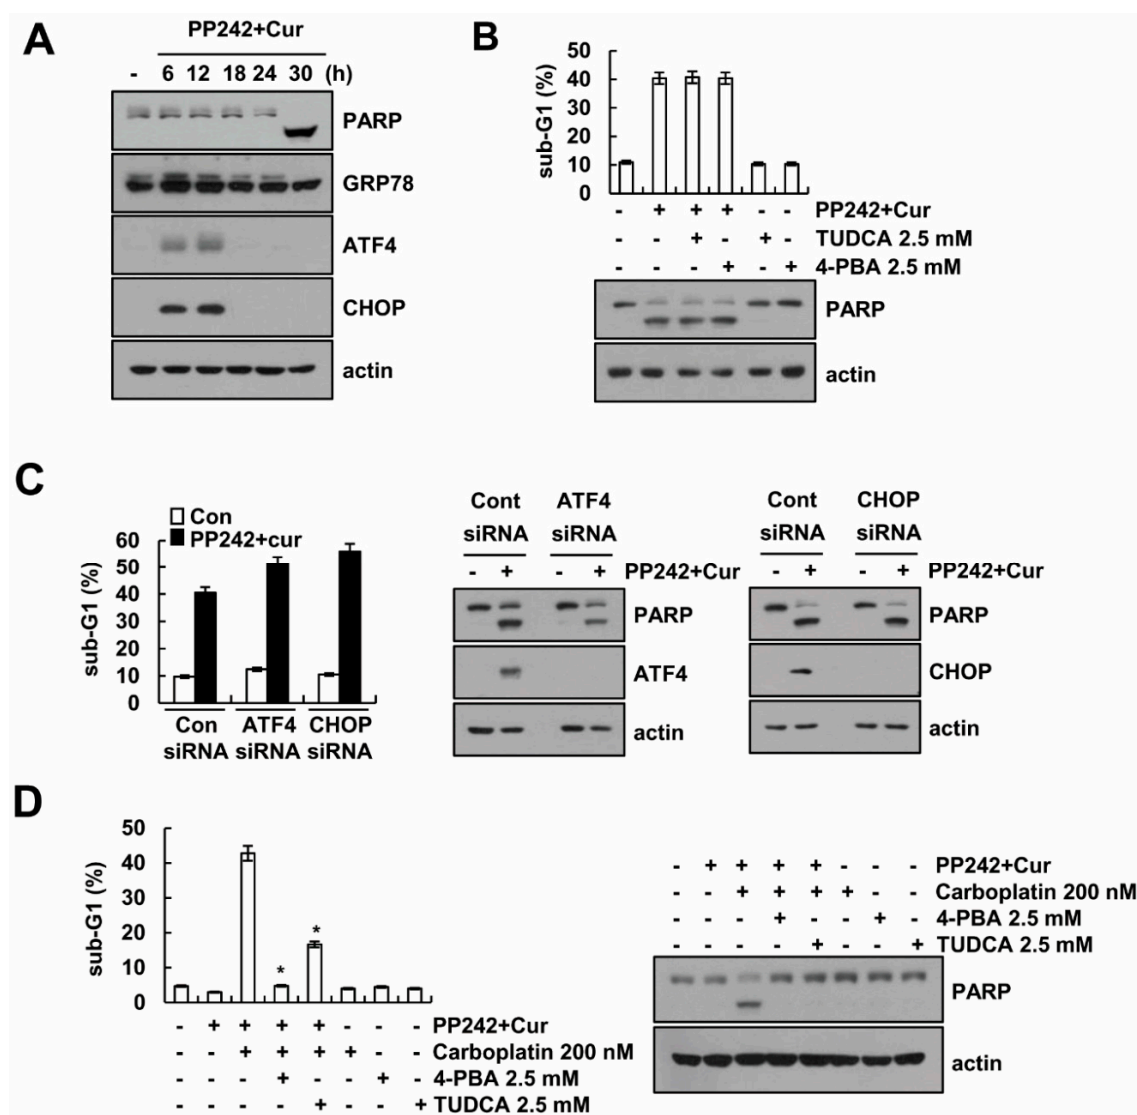 A
PP242+Cur
- 6 12 18 24 30 (h)
PARP
GRP78
ATF4
CHOP
actin
B
sub-G1 (%)
50
40
30
20
10
0
- + + + - - PP242+Cur
- - + - + - TUDCA 2.5 mM
- - - + - + 4-PBA 2.5 mM
PARP
actin
C
Con
PP242+cur
sub-G1 (%)
60
50
40
30
20
10
0
Con ATF4 CHOP
siRNA siRNA siRNA
Cont ATF4
siRNA siRNA
- + - + PP242+Cur
PARP
ATF4
actin
Cont CHOP
siRNA siRNA
- + - + PP242+Cur
PARP
CHOP
actin
D
sub-G1 (%)
50
40
30
20
10
0
* *
- + + + + - - - PP242+Cur
- - + + + + - - Carboplatin 200 nM
- - - + - - + - 4-PBA 2.5 mM
- - - - + - - + TUDCA 2.5 mM
- + + + + - - - PP242+Cur
- - + + + + - - Carboplatin 200 nM
- - - + - - + - 4-PBA 2.5 mM
- - - - + - - + TUDCA 2.5 mM
PARP
actin